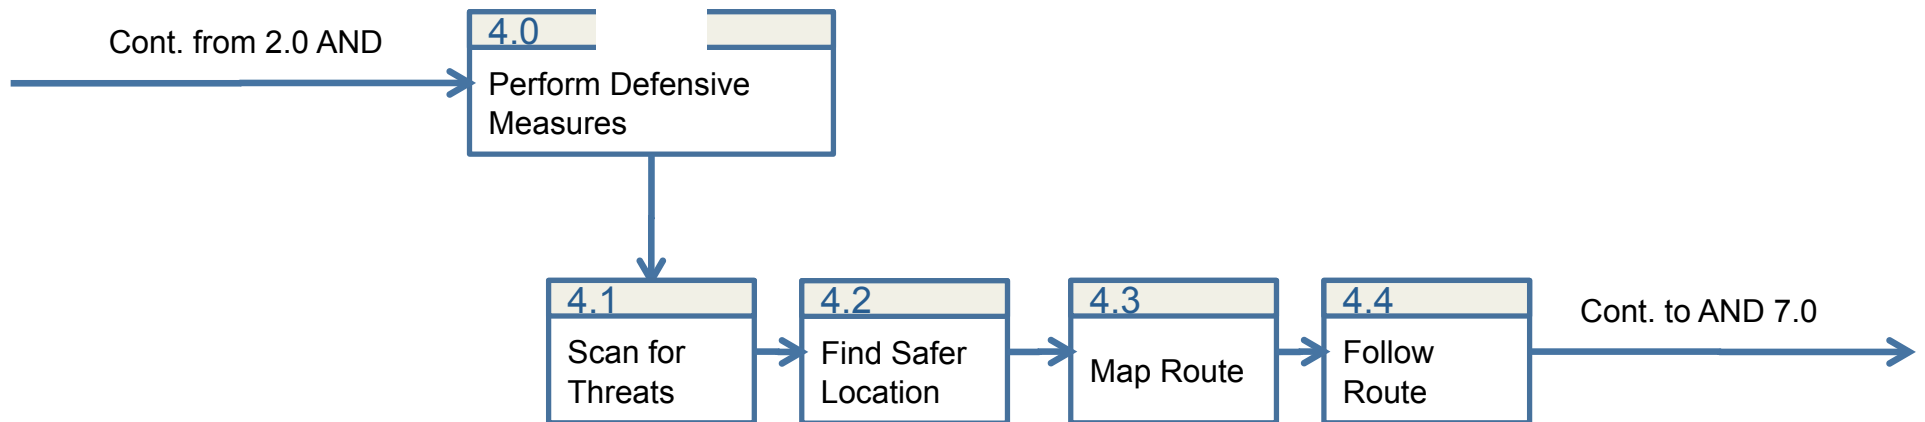 Cont. from 2.0 AND
4.0
Perform Defensive
Measures
4.1
Scan for
Threats
4.2
Find Safer
Location
4.3
Map Route
4.4
Follow
Route
Cont. to AND 7.0